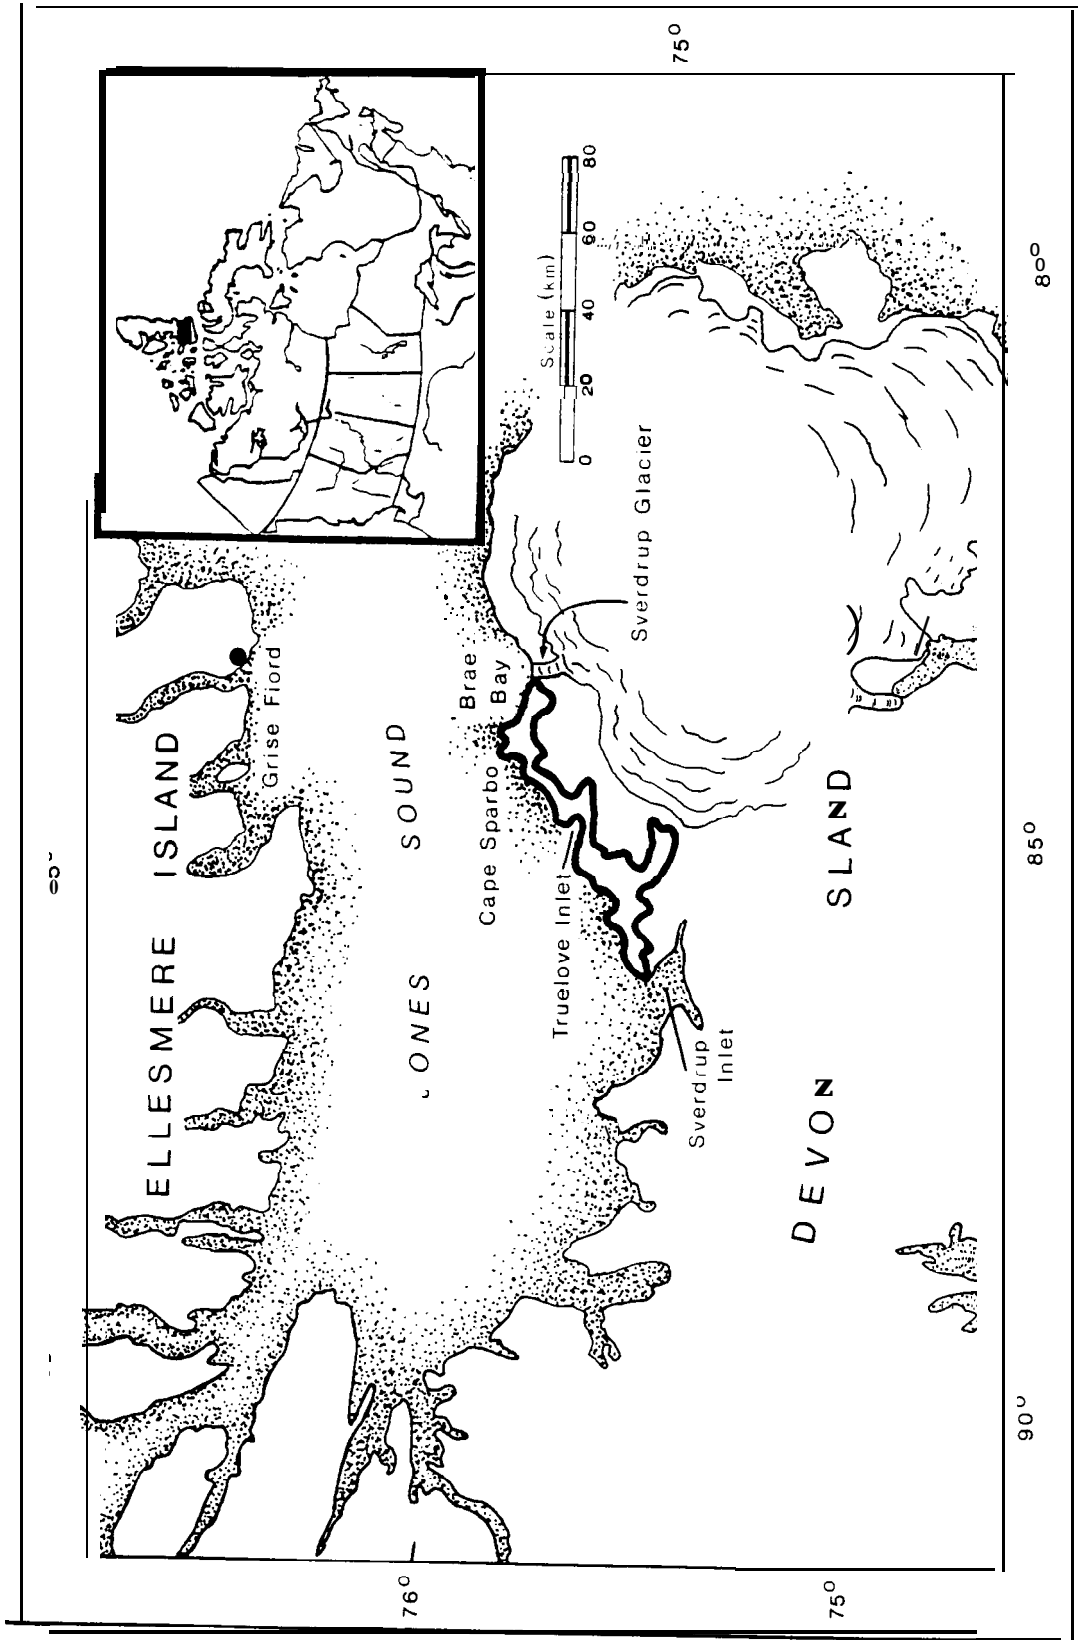 75°
80°
85°
90°
76°
75°
ELLESMERE ISLAND
Grise Fiord
JONES SOUND
Brae
Bay
Cape Sparbo
Truelove Inlet
Sverdrup
Inlet
Sverdrup Glacier
Scale (km)
0 20 40 60 80
DEVON
SLAND